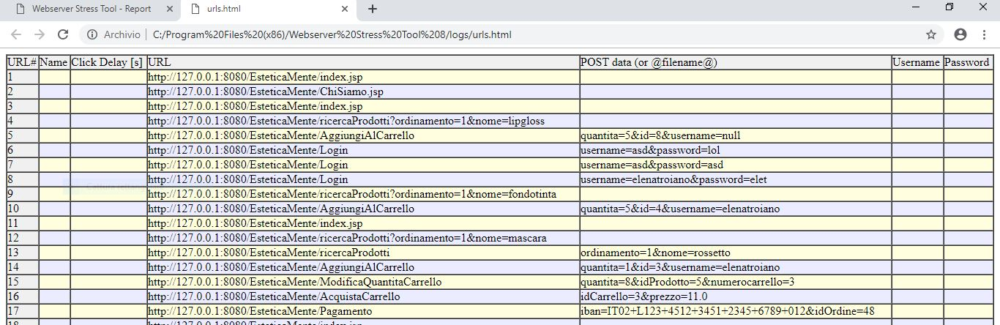 Webserver Stress Tool - Report
urls.html
Archivio
C:/Program%20Files%20(x86)/Webserver%20Stress%20Tool%208/logs/urls.html
URL# Name Click Delay [s] URL POST data (or @filename@) Username Password
1 http://127.0.0.1:8080/EsteticaMente/index.jsp
2 http://127.0.0.1:8080/EsteticaMente/ChiSiamo.jsp
3 http://127.0.0.1:8080/EsteticaMente/index.jsp
4 http://127.0.0.1:8080/EsteticaMente/ricercaProdotti?ordinamento=1&nome=lipgloss
5 http://127.0.0.1:8080/EsteticaMente/AggiungiAlCarrello quantita=5&id=8&username=null
6 http://127.0.0.1:8080/EsteticaMente/Login username=asd&password=lol
7 http://127.0.0.1:8080/EsteticaMente/Login username=asd&password=asd
8 http://127.0.0.1:8080/EsteticaMente/Login username=elenatroiano&password=elet
9 http://127.0.0.1:8080/EsteticaMente/ricercaProdotti?ordinamento=1&nome=fondotinta
10 http://127.0.0.1:8080/EsteticaMente/AggiungiAlCarrello quantita=5&id=4&username=elenatroiano
11 http://127.0.0.1:8080/EsteticaMente/index.jsp
12 http://127.0.0.1:8080/EsteticaMente/ricercaProdotti?ordinamento=1&nome=mascara
13 http://127.0.0.1:8080/EsteticaMente/ricercaProdotti ordinamento=1&nome=rossetto
14 http://127.0.0.1:8080/EsteticaMente/AggiungiAlCarrello quantita=1&id=3&username=elenatroiano
15 http://127.0.0.1:8080/EsteticaMente/ModificaQuantitaCarrello quantita=8&idProdotto=5&numerocarrello=3
16 http://127.0.0.1:8080/EsteticaMente/AcquistaCarrello idCarrello=3&prezzo=11.0
17 http://127.0.0.1:8080/EsteticaMente/Pagamento iban=IT02+L123+4512+3451+2345+6789+012&idOrdine=48
18 http://127.0.0.1:8080/EsteticaMente/index.jsp